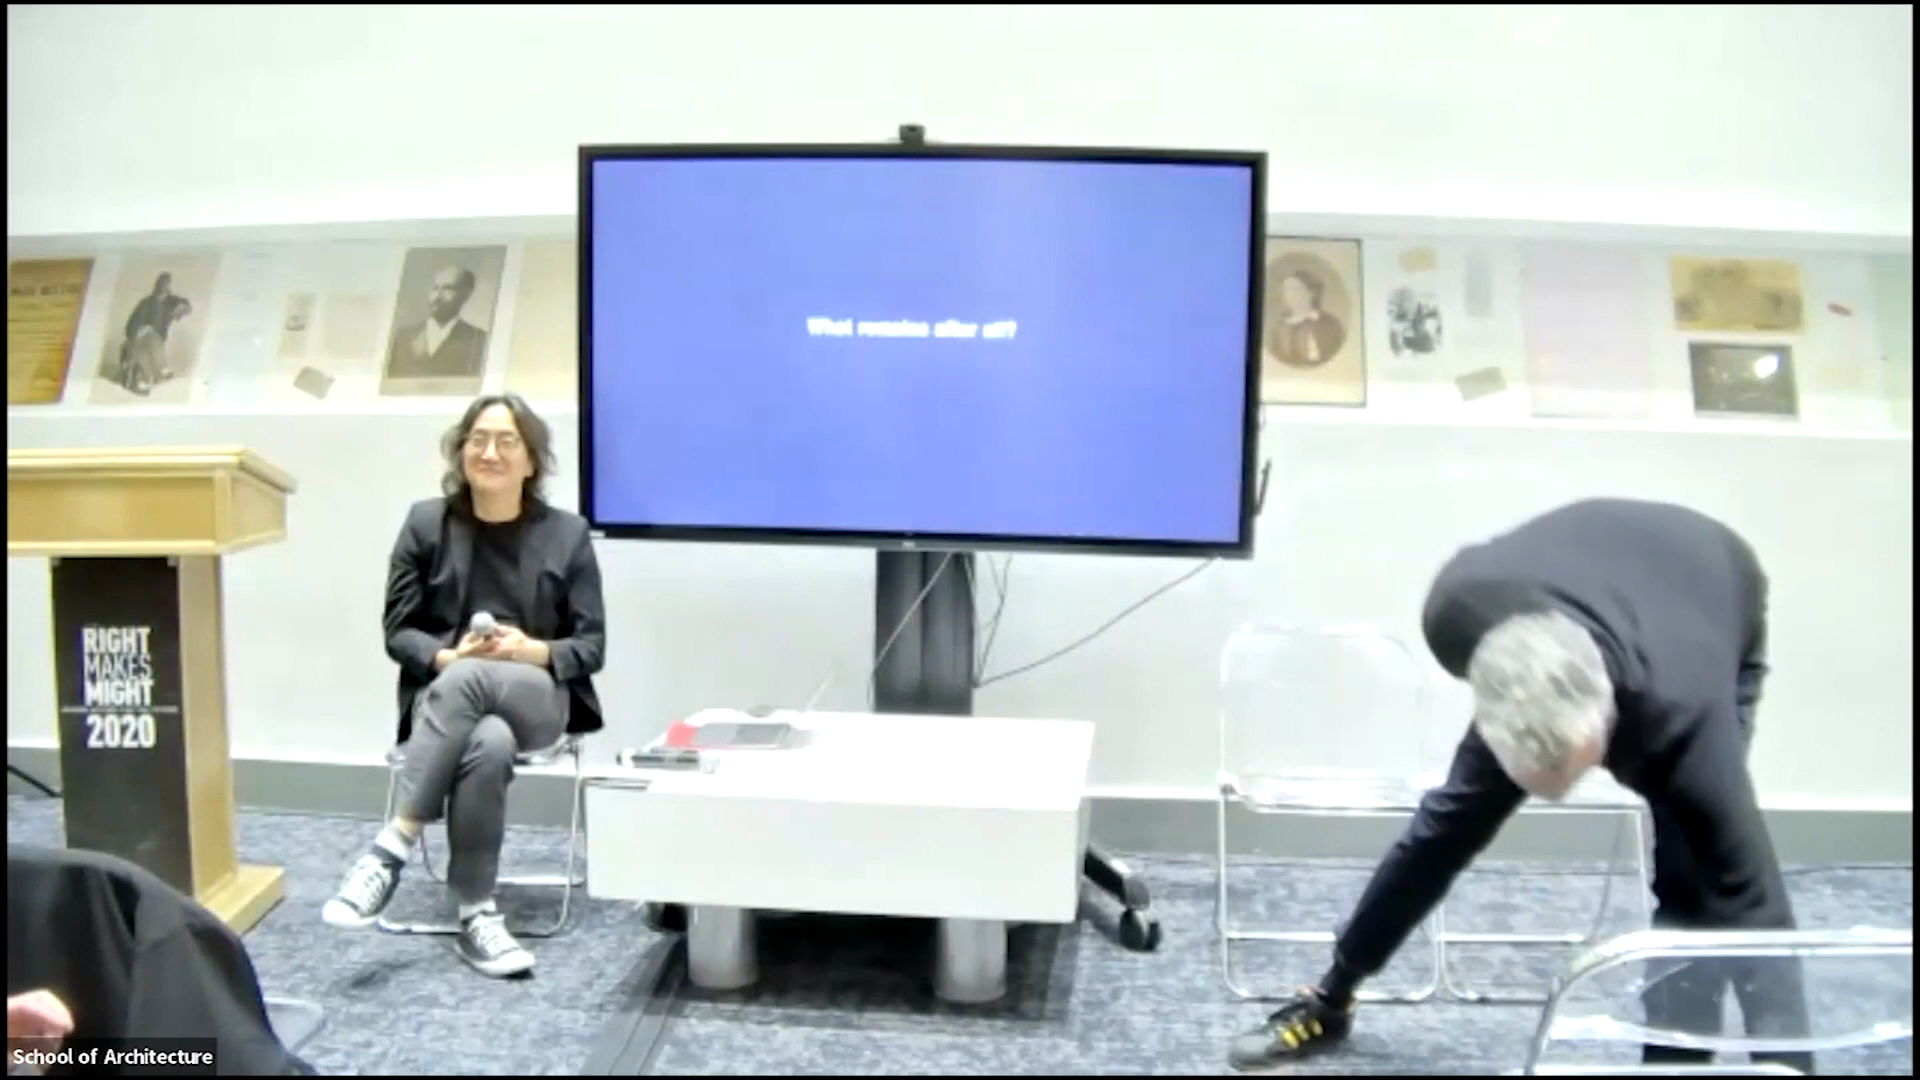 What remains after all?
RIGHT
MAKES
MIGHT
2020
School of Architecture